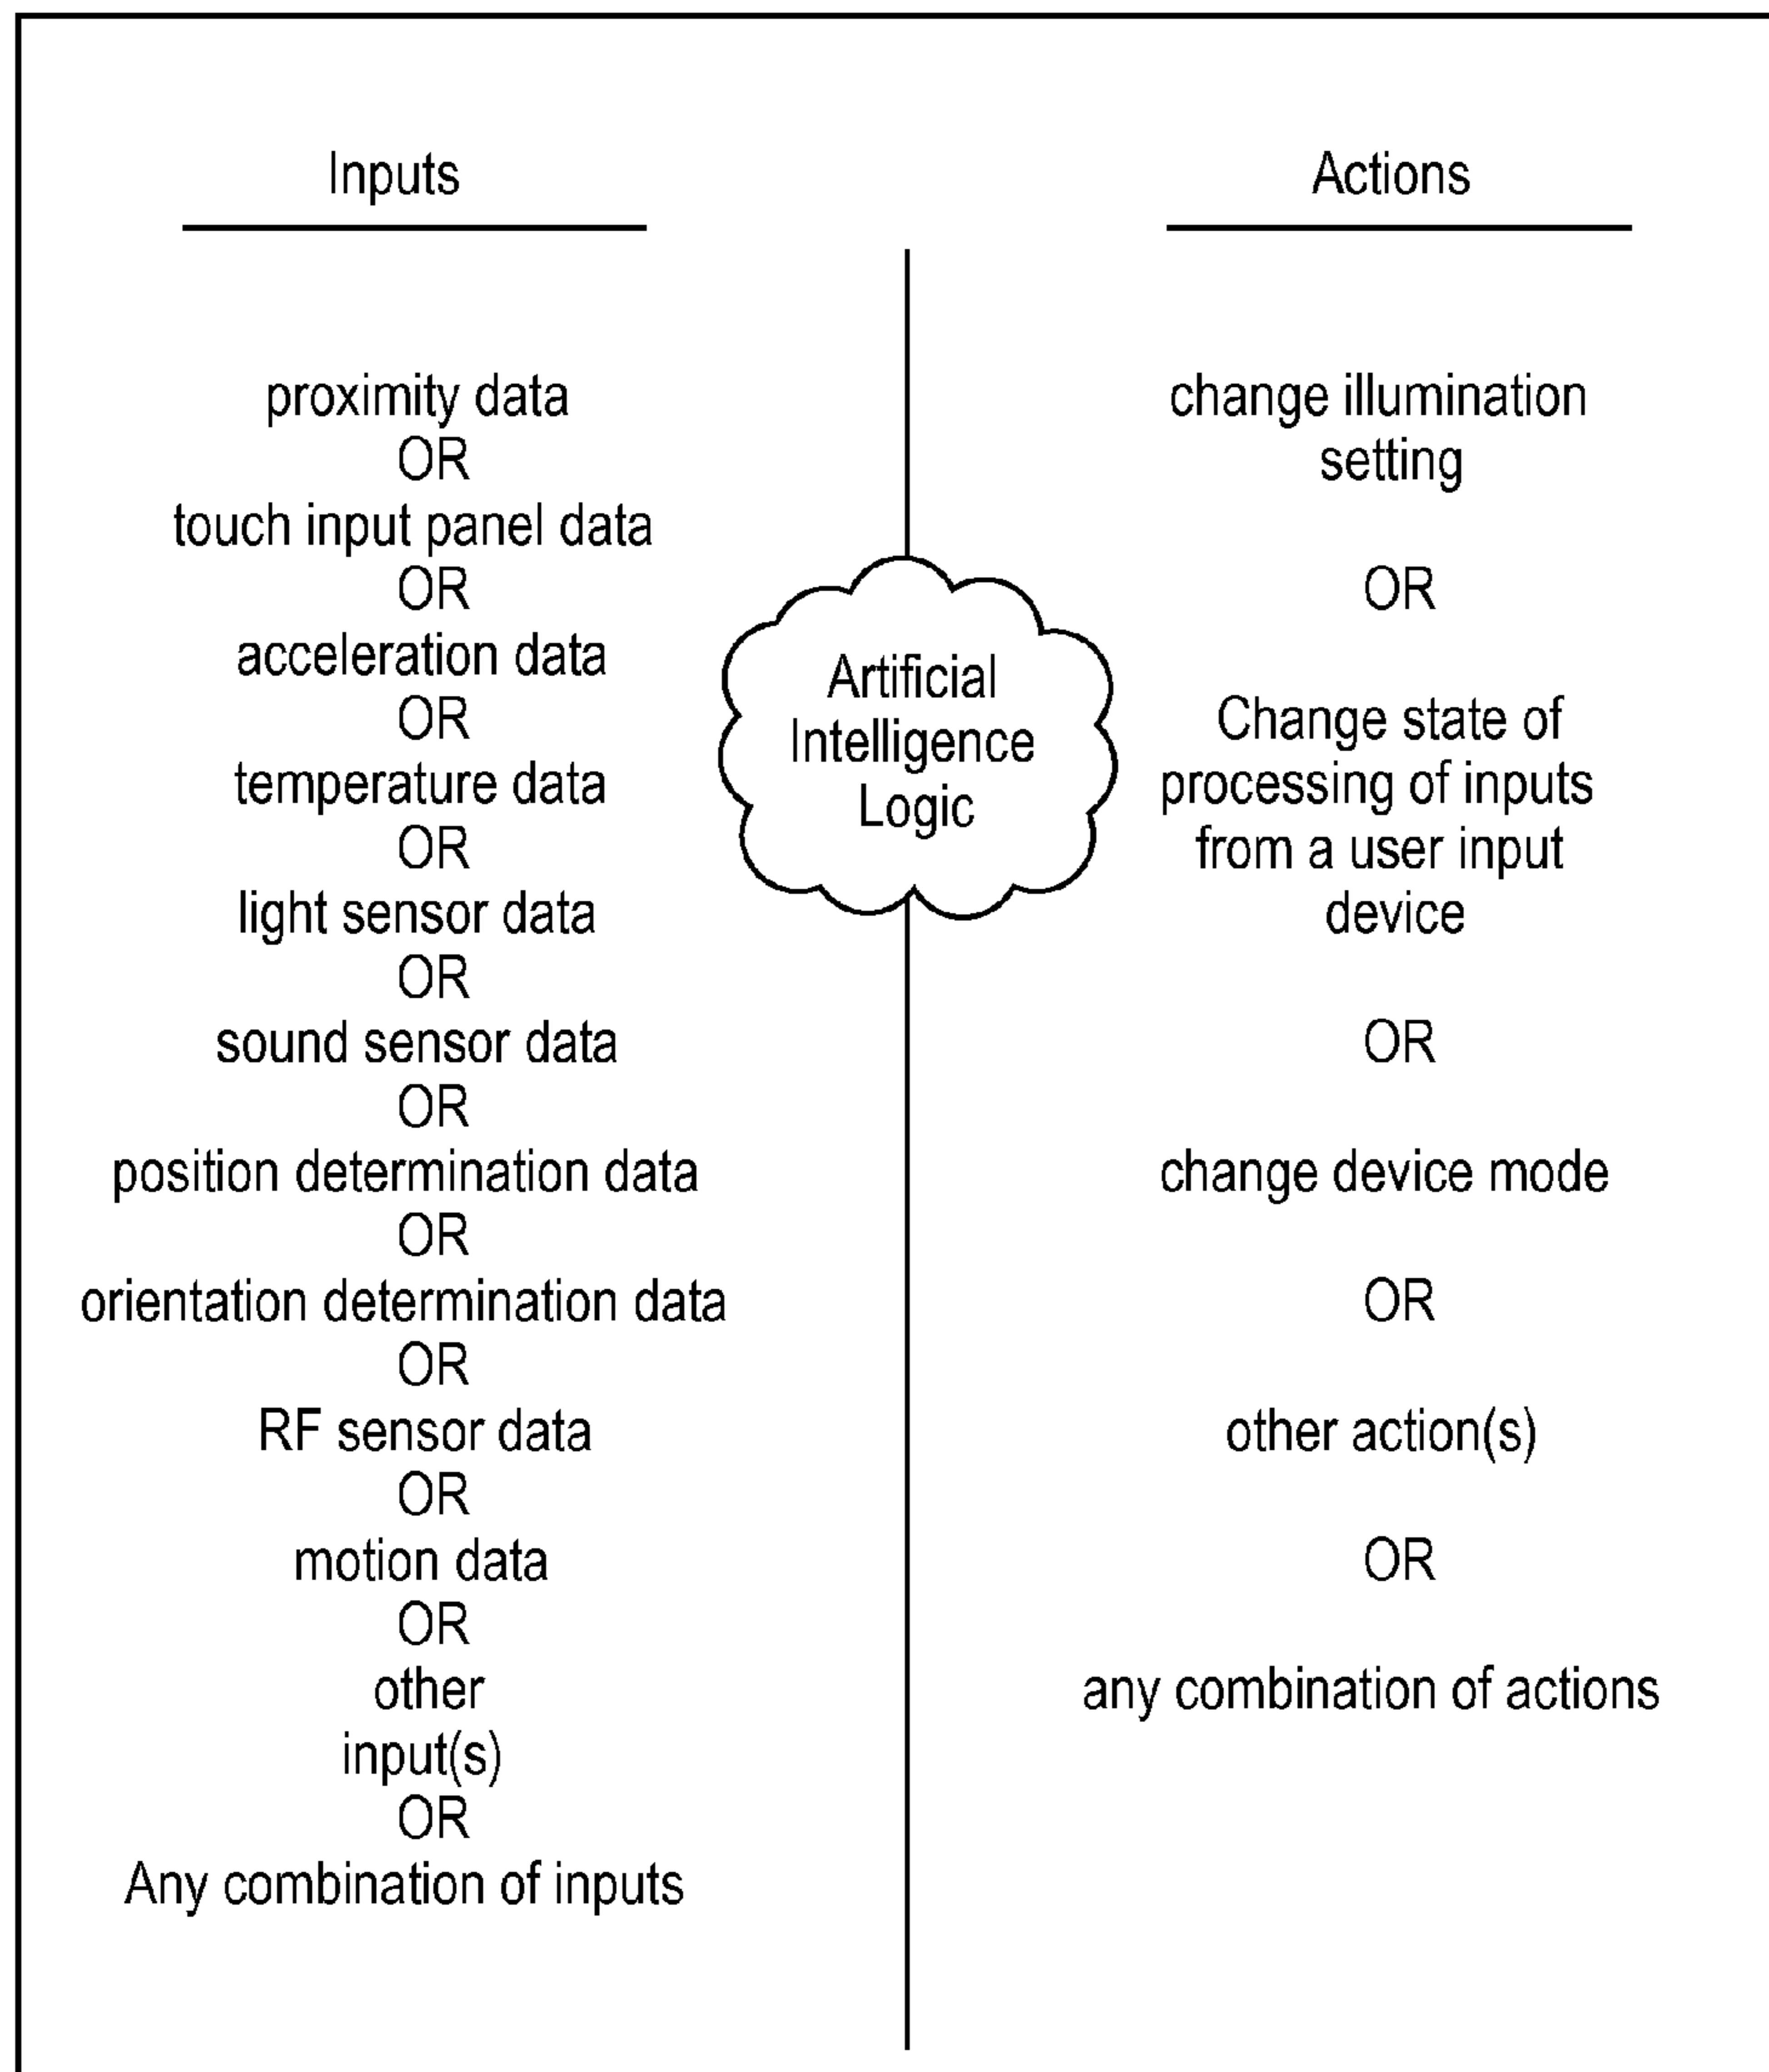 Inputs
proximity data
OR
touch input panel data
OR
acceleration data
OR
temperature data
OR
light sensor data
OR
sound sensor data
OR
position determination data
OR
orientation determination data
OR
RF sensor data
OR
motion data
OR
other
input(s)
OR
Any combination of inputs
Artificial
Intelligence
Logic
Actions
change illumination
setting
OR
Change state of
processing of inputs
from a user input
device
OR
change device mode
OR
other action(s)
OR
any combination of actions